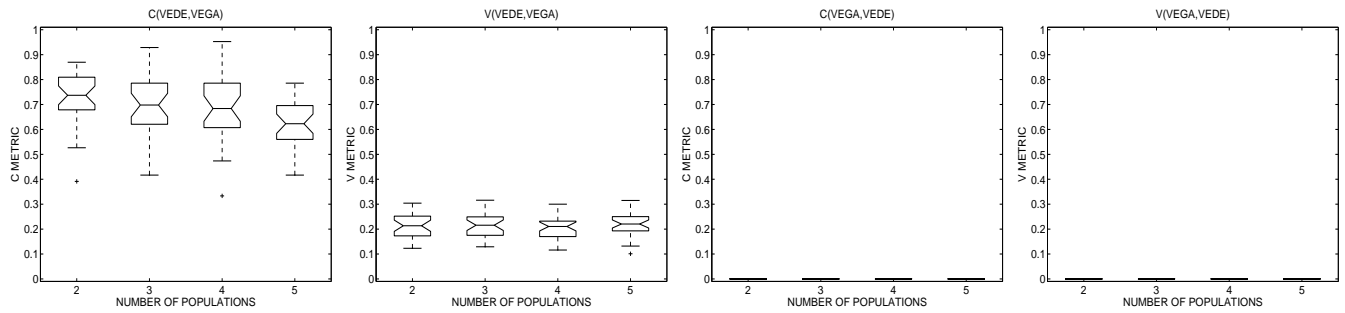 C(VEDE,VEGA)
1
0.9
0.8
0.7
0.6
0.5
0.4
0.3
0.2
0.1
0
C METRIC
2 3 4 5
NUMBER OF POPULATIONS
V(VEDE,VEGA)
1
0.9
0.8
0.7
0.6
0.5
0.4
0.3
0.2
0.1
0
V METRIC
2 3 4 5
NUMBER OF POPULATIONS
C(VEGA,VEDE)
1
0.9
0.8
0.7
0.6
0.5
0.4
0.3
0.2
0.1
0
C METRIC
2 3 4 5
NUMBER OF POPULATIONS
V(VEGA,VEDE)
1
0.9
0.8
0.7
0.6
0.5
0.4
0.3
0.2
0.1
0
V METRIC
2 3 4 5
NUMBER OF POPULATIONS